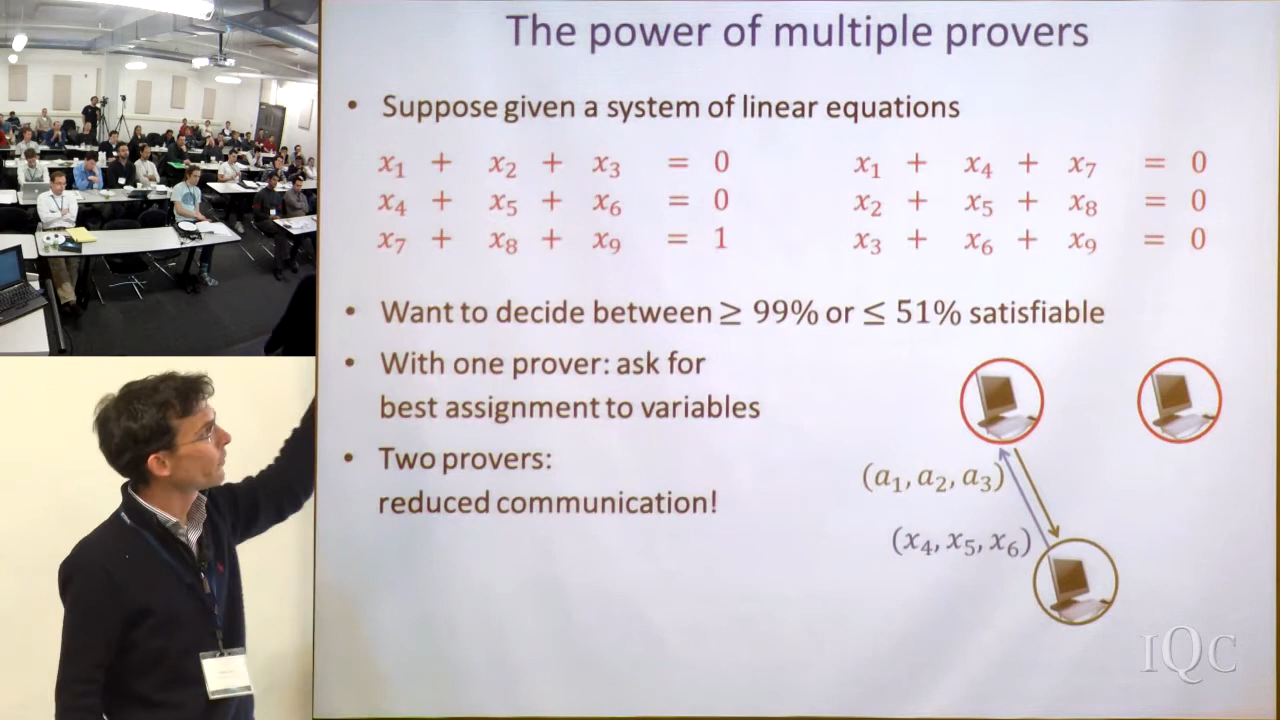 The power of multiple provers
• Suppose given a system of linear equations
x₁ + x₂ + x₃ = 0
x₄ + x₅ + x₆ = 0
x₇ + x₈ + x₉ = 1
x₁ + x₄ + x₇ = 0
x₂ + x₅ + x₈ = 0
x₃ + x₆ + x₉ = 0
• Want to decide between ≥ 99% or ≤ 51% satisfiable
• With one prover: ask for
best assignment to variables
• Two provers:
reduced communication!
(a₁, a₂, a₃)
(x₄, x₅, x₆)
IQC